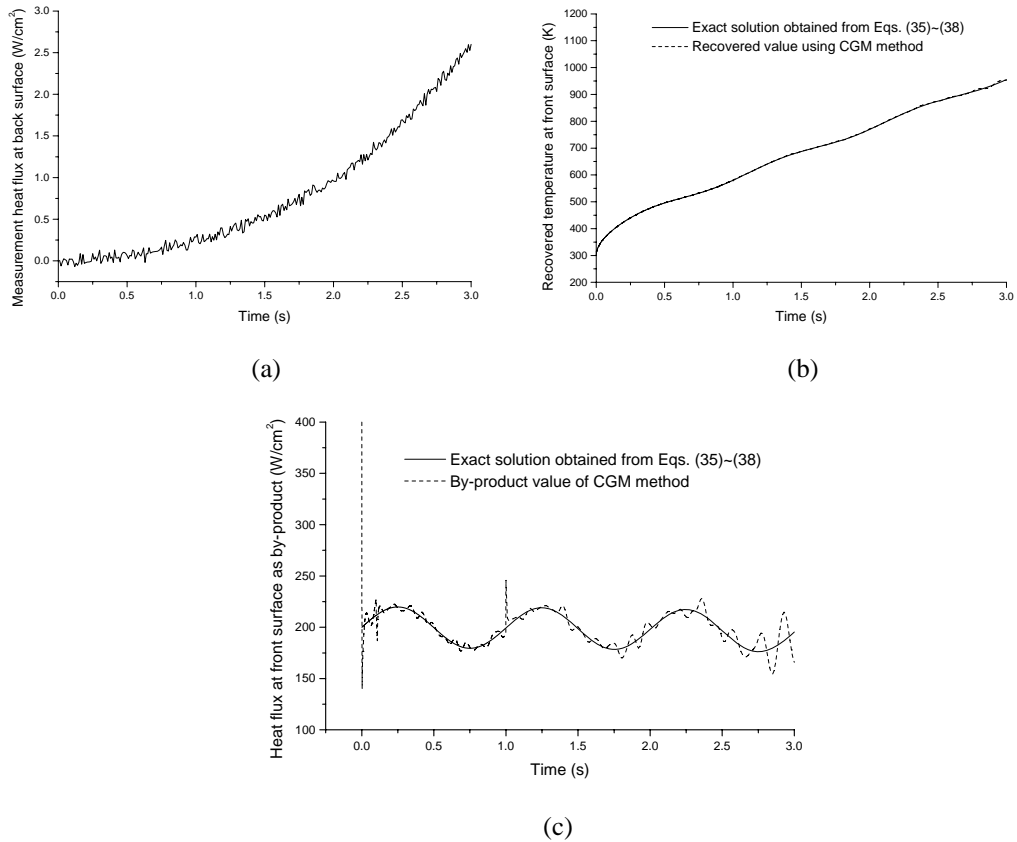 Measurement heat flux at back surface (W/cm²)
3.0
2.5
2.0
1.5
1.0
0.5
0.0
0.0 0.5 1.0 1.5 2.0 2.5 3.0
Time (s)
(a)
Recovered temperature at front surface (K)
1200
1100
1000
900
800
700
600
500
400
300
200
Exact solution obtained from Eqs. (35)~(38)
Recovered value using CGM method
0.0 0.5 1.0 1.5 2.0 2.5 3.0
Time (s)
(b)
Heat flux at front surface as by-product (W/cm²)
400
350
300
250
200
150
100
Exact solution obtained from Eqs. (35)~(38)
By-product value of CGM method
0.0 0.5 1.0 1.5 2.0 2.5 3.0
Time (s)
(c)